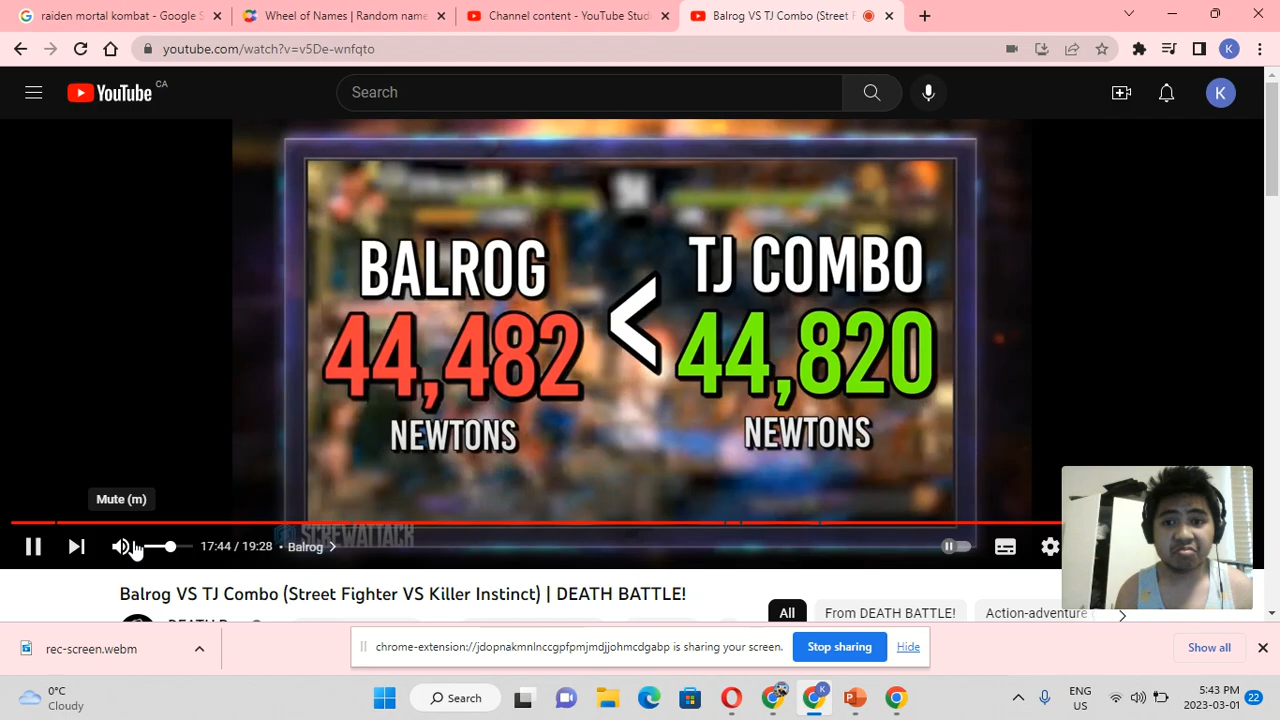 raiden mortal kombat - Google S
Wheel of Names | Random name
Channel content - YouTube Stud
Balrog VS TJ Combo (Street F
youtube.com/watch?v=v5De-wnfqto
K
YouTube CA
Search
K
94
BALROG
44,482
NEWTONS
<
TJ COMBO
44,820
NEWTONS
Mute (m)
SCREWATTACK
17:44 / 19:28 • Balrog
Balrog VS TJ Combo (Street Fighter VS Killer Instinct) | DEATH BATTLE!
All
From DEATH BATTLE!
Action-adventure
rec-screen.webm
chrome-extension://jdopnakmnlnccgpfpmjmdjjohmcdgabp is sharing your screen.
Stop sharing
Hide
Show all
0°C
Cloudy
Search
ENG
US
5:43 PM
2023-03-01
22